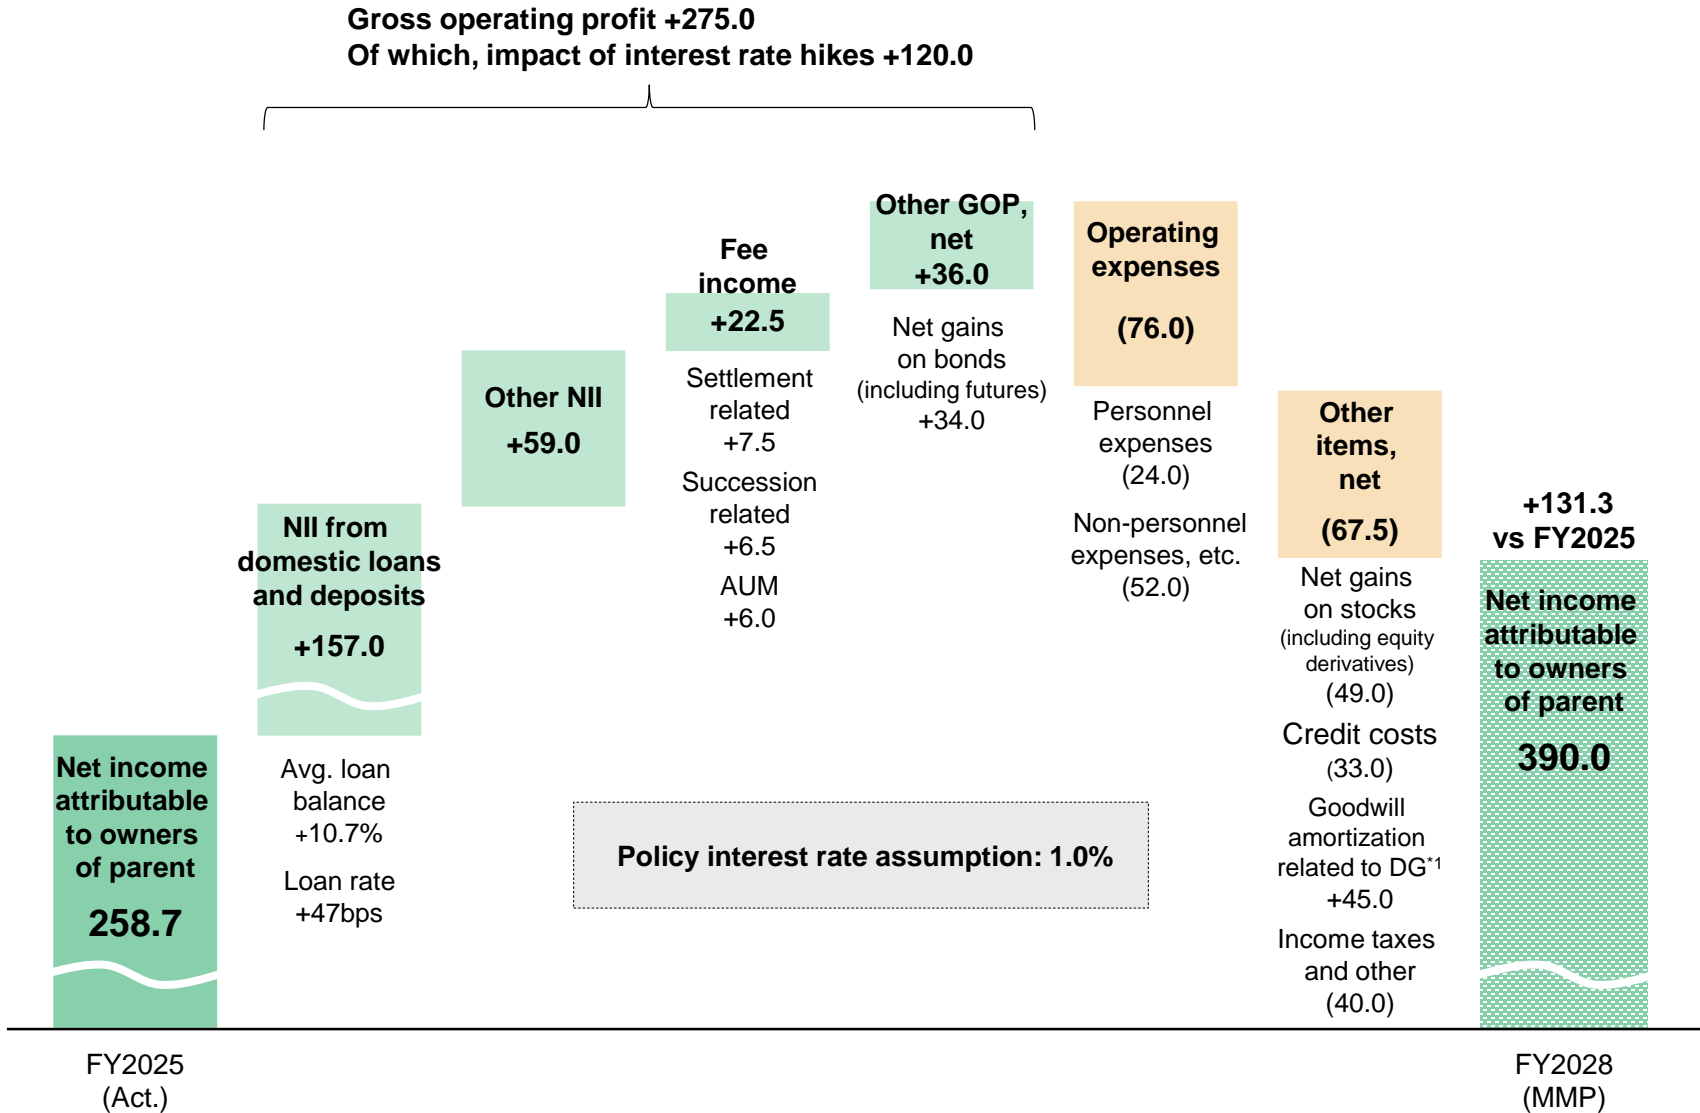 Gross operating profit +275.0
Of which, impact of interest rate hikes +120.0
Net income
attributable
to owners
of parent
258.7
NII from
domestic loans
and deposits
+157.0
Avg. loan
balance
+10.7%
Loan rate
+47bps
Other NII
+59.0
Fee
income
+22.5
Settlement
related
+7.5
Succession
related
+6.5
AUM
+6.0
Other GOP,
net
+36.0
Net gains
on bonds
(including futures)
+34.0
Operating
expenses
(76.0)
Personnel
expenses
(24.0)
Non-personnel
expenses, etc.
(52.0)
Other
items,
net
(67.5)
Net gains
on stocks
(including equity
derivatives)
(49.0)
Credit costs
(33.0)
Goodwill
amortization
related to DG*1
+45.0
Income taxes
and other
(40.0)
+131.3
vs FY2025
Net income
attributable
to owners
of parent
390.0
Policy interest rate assumption: 1.0%
FY2025
(Act.)
FY2028
(MMP)